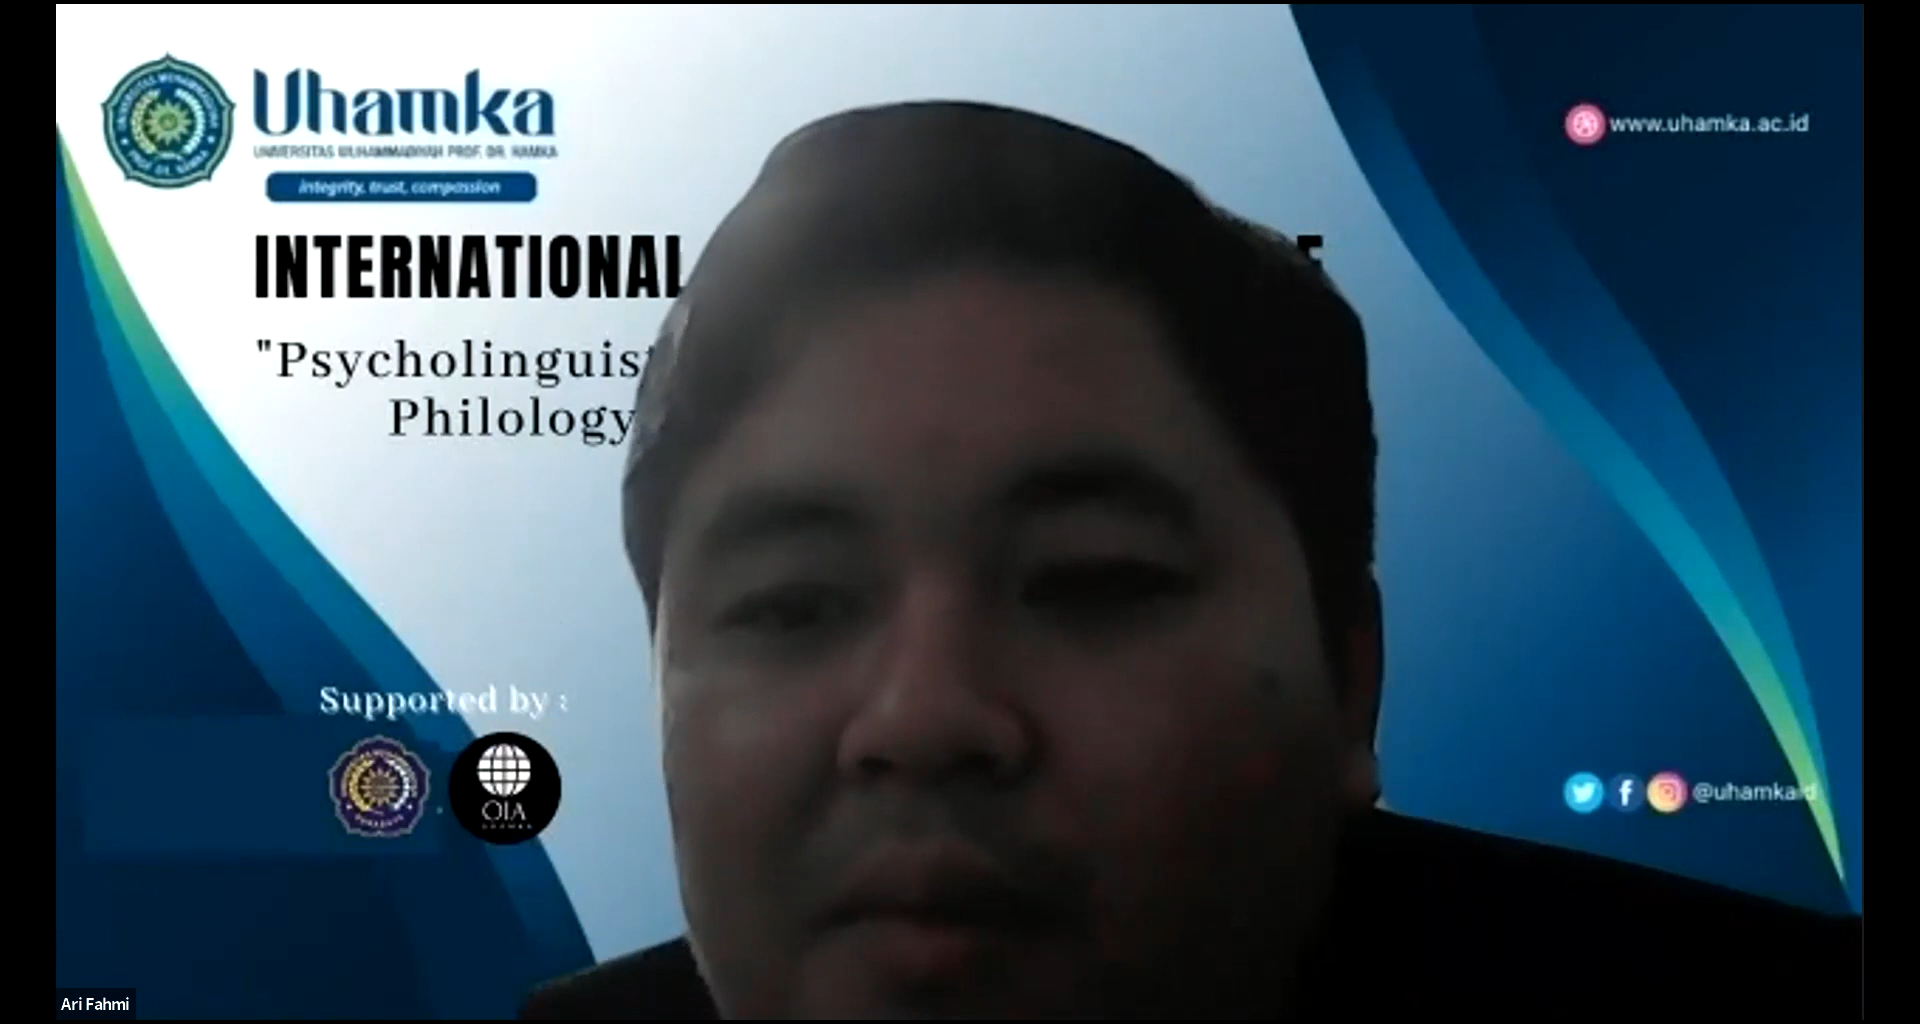 Uhamka
UNIVERSITAS MUHAMMADIYAH PROF. DR. HAMKA
integrity, trust, compassion
www.uhamka.ac.id
INTERNATIONAL
"Psycholinguist
Philology
Supported by :
OIA
@uhamkaid
Ari Fahmi